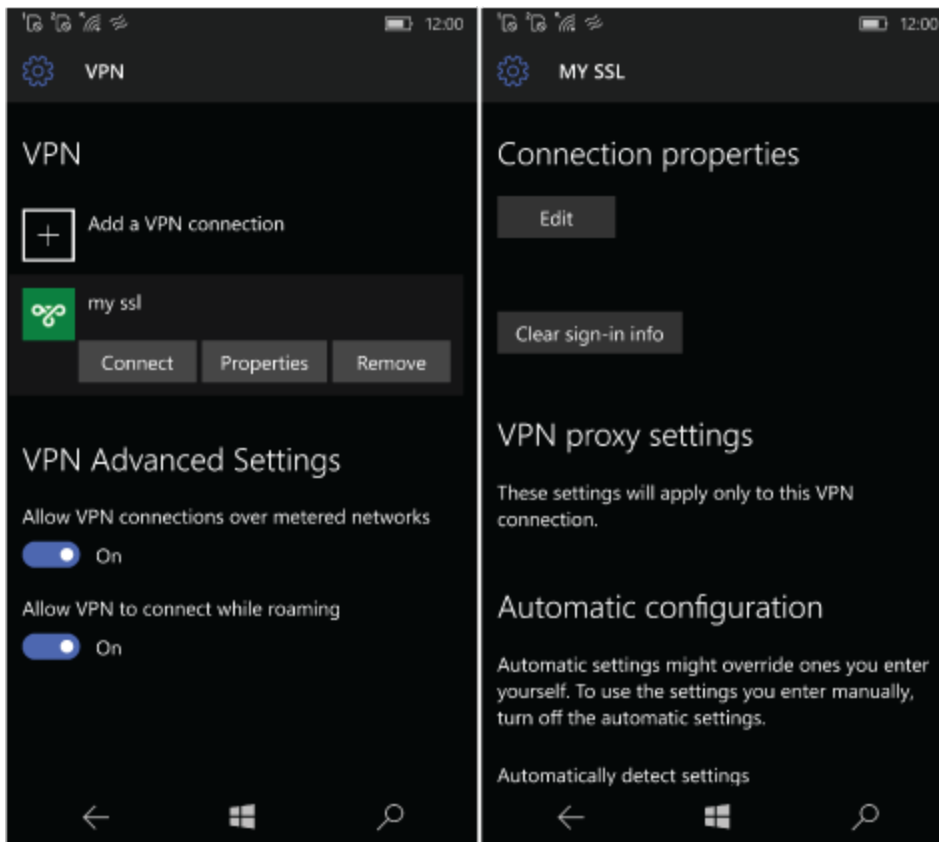 12:00
VPN
VPN
Add a VPN connection
my ssl
Connect Properties Remove
VPN Advanced Settings
Allow VPN connections over metered networks
On
Allow VPN to connect while roaming
On
12:00
MY SSL
Connection properties
Edit
Clear sign-in info
VPN proxy settings
These settings will apply only to this VPN
connection.
Automatic configuration
Automatic settings might override ones you enter
yourself. To use the settings you enter manually,
turn off the automatic settings.
Automatically detect settings